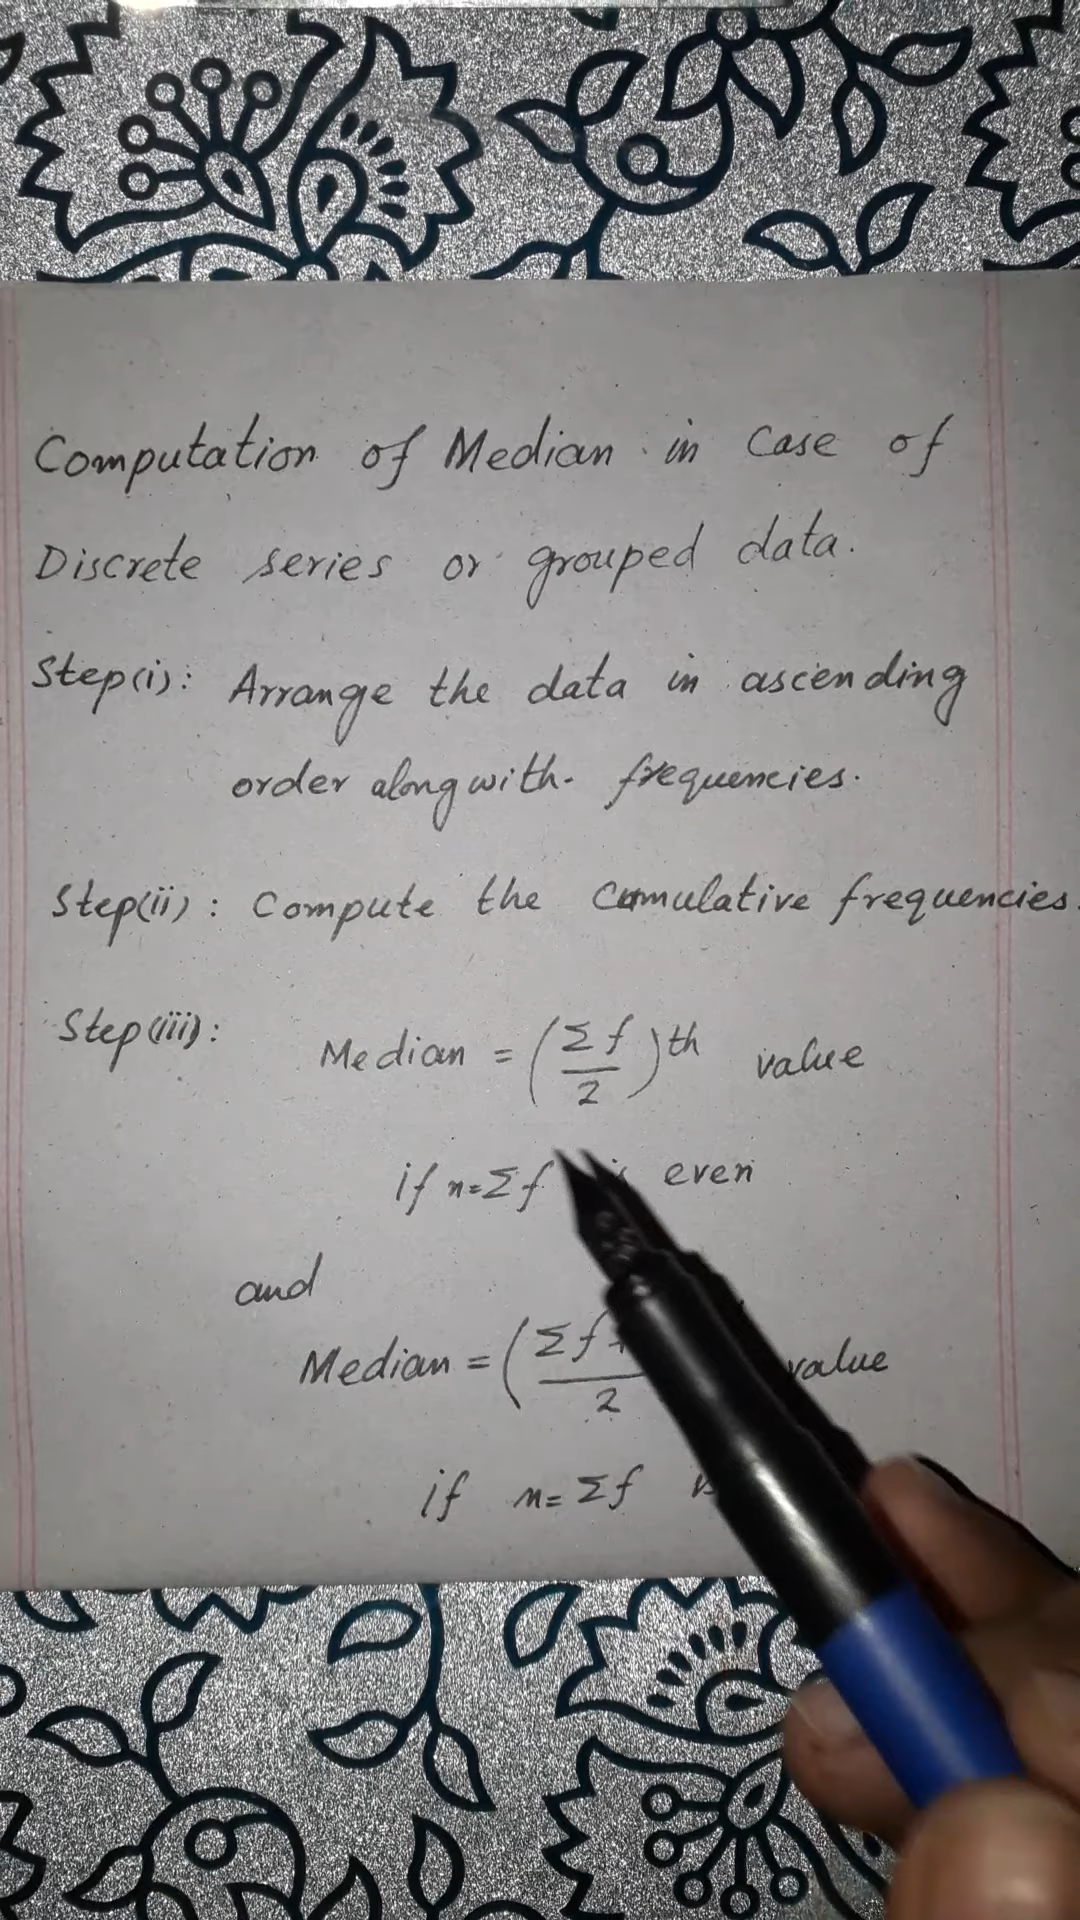 Computation of Median in Case of
Discrete series or grouped data.
Step(i): Arrange the data in ascending
order alongwith frequencies.
Step(ii): Compute the Cumulative frequencies.
Step(iii): Median = (Σf/2)th value
if n=Σf is even
and
Median = (Σf+ /2 value
if n=Σf